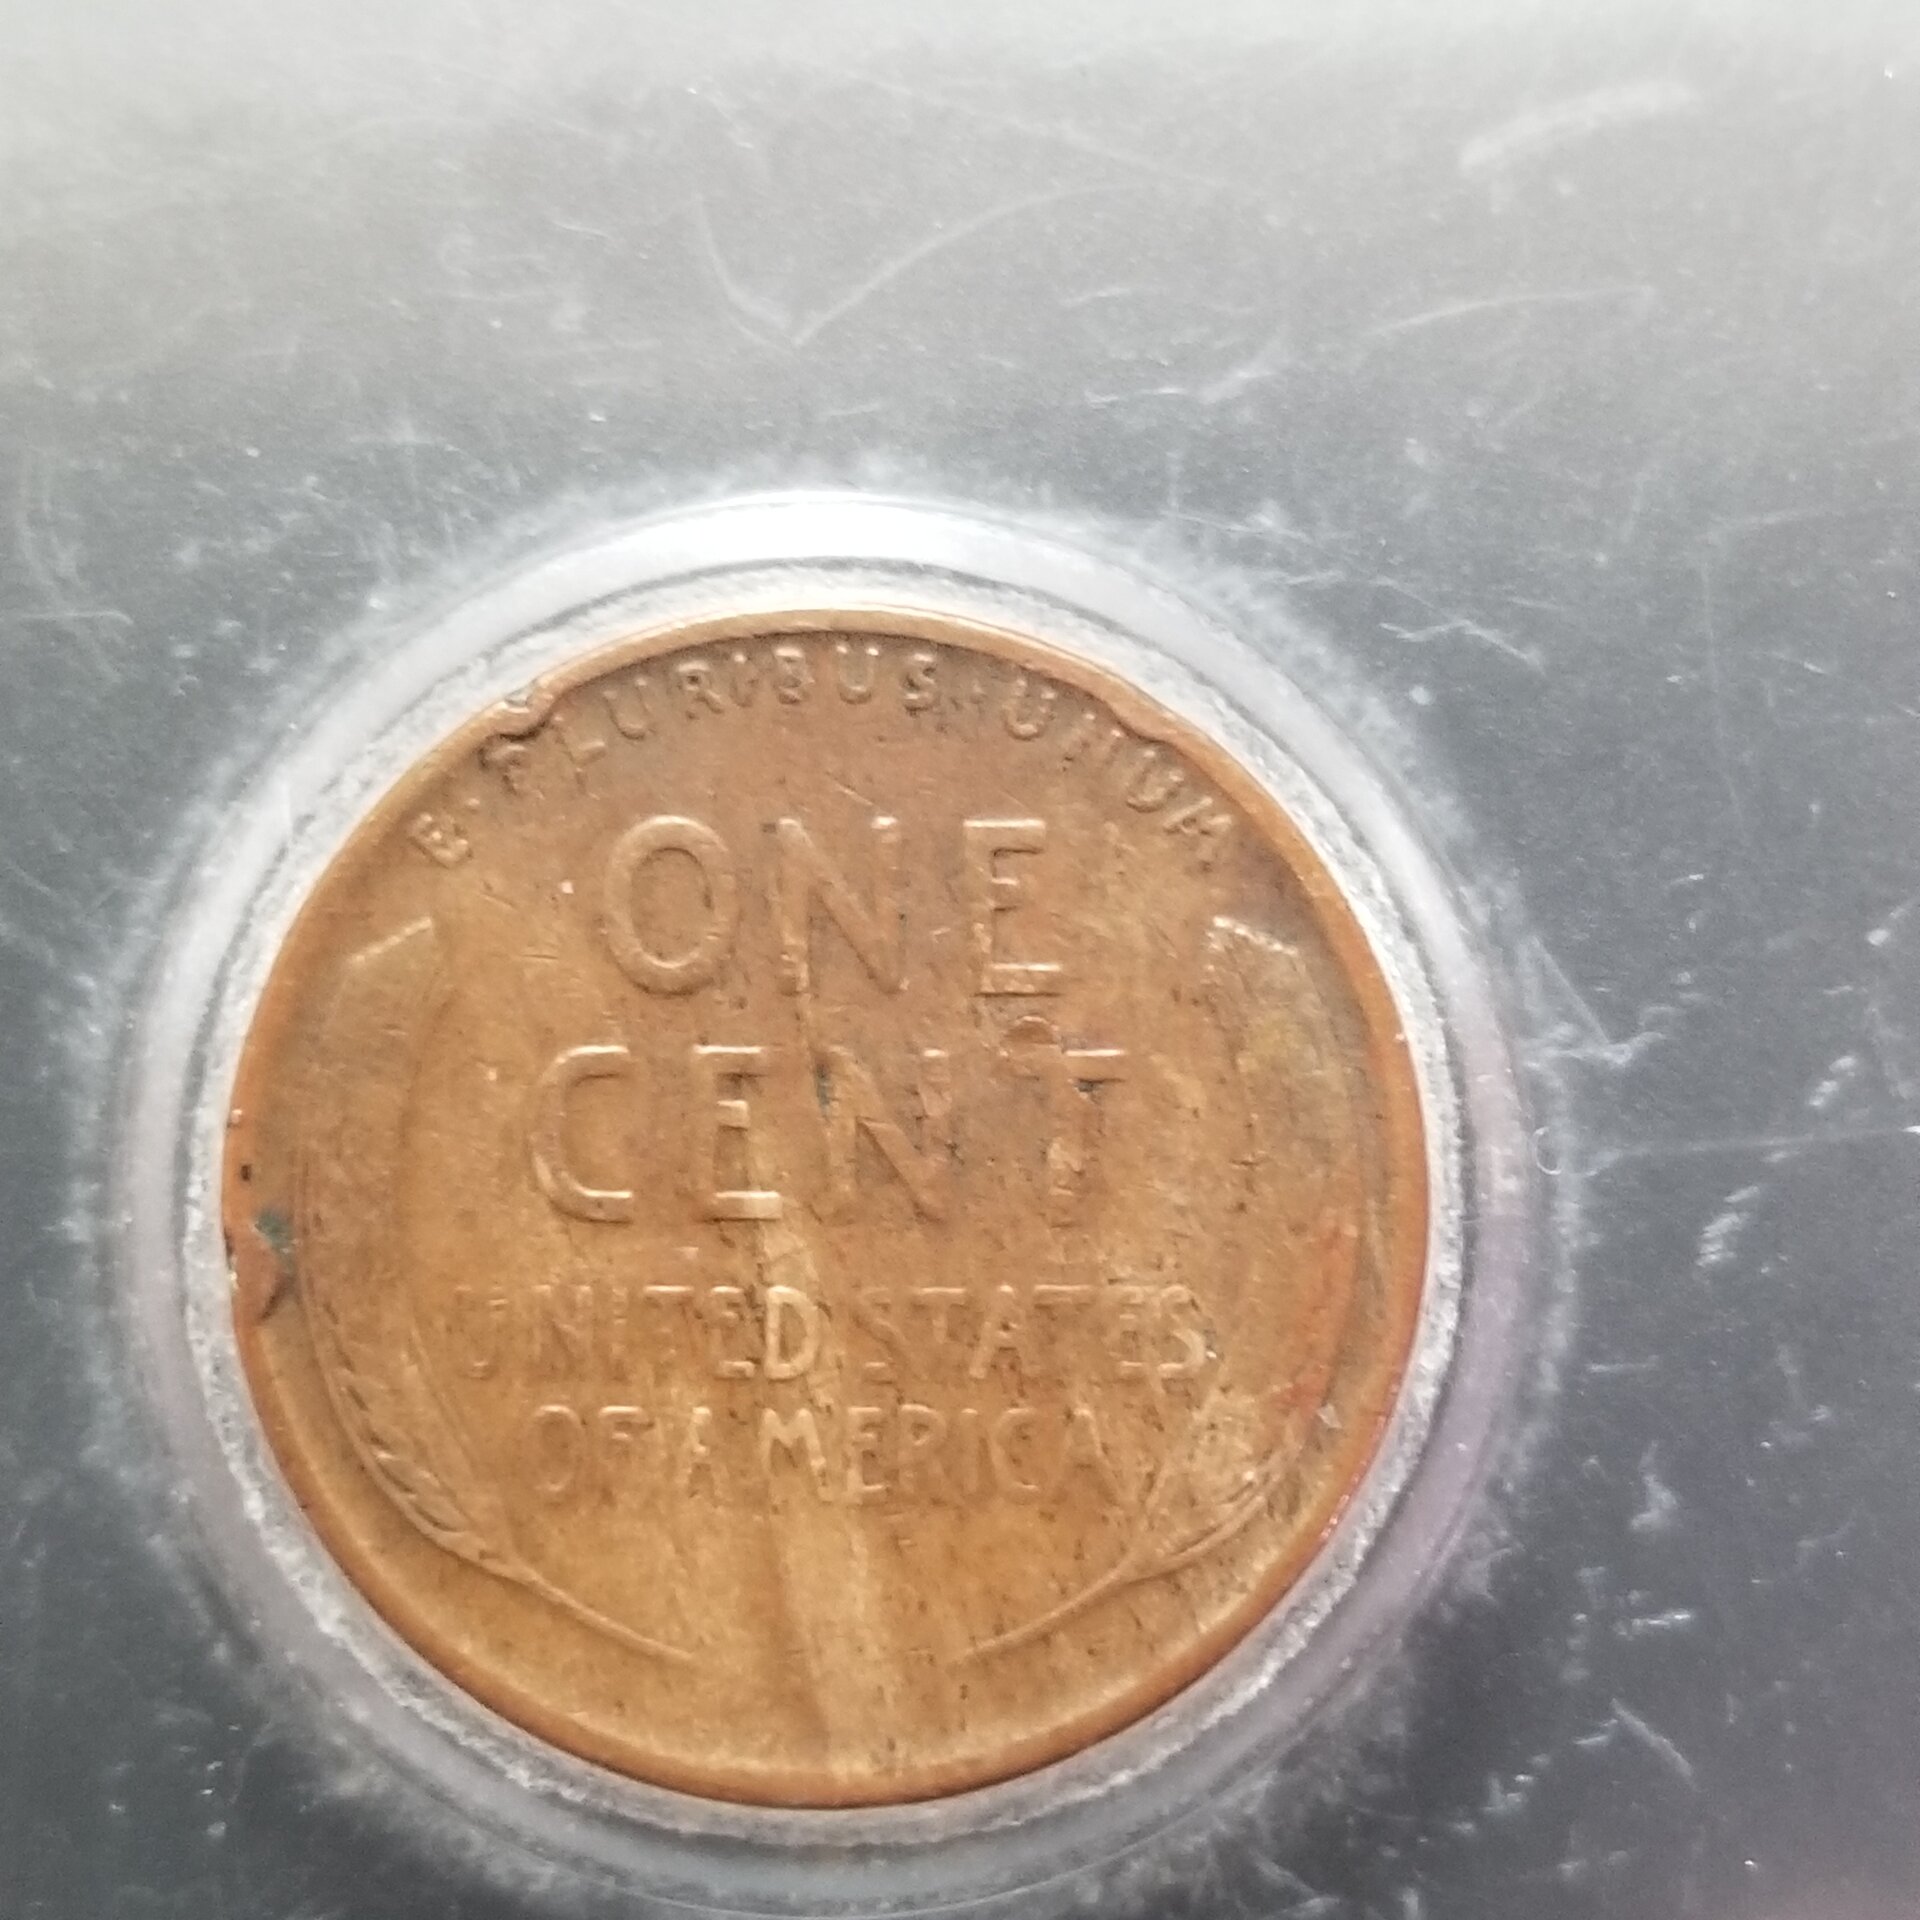 E·PLURIBUS·UNUM
ONE
CENT
UNITED STATES
OF AMERICA